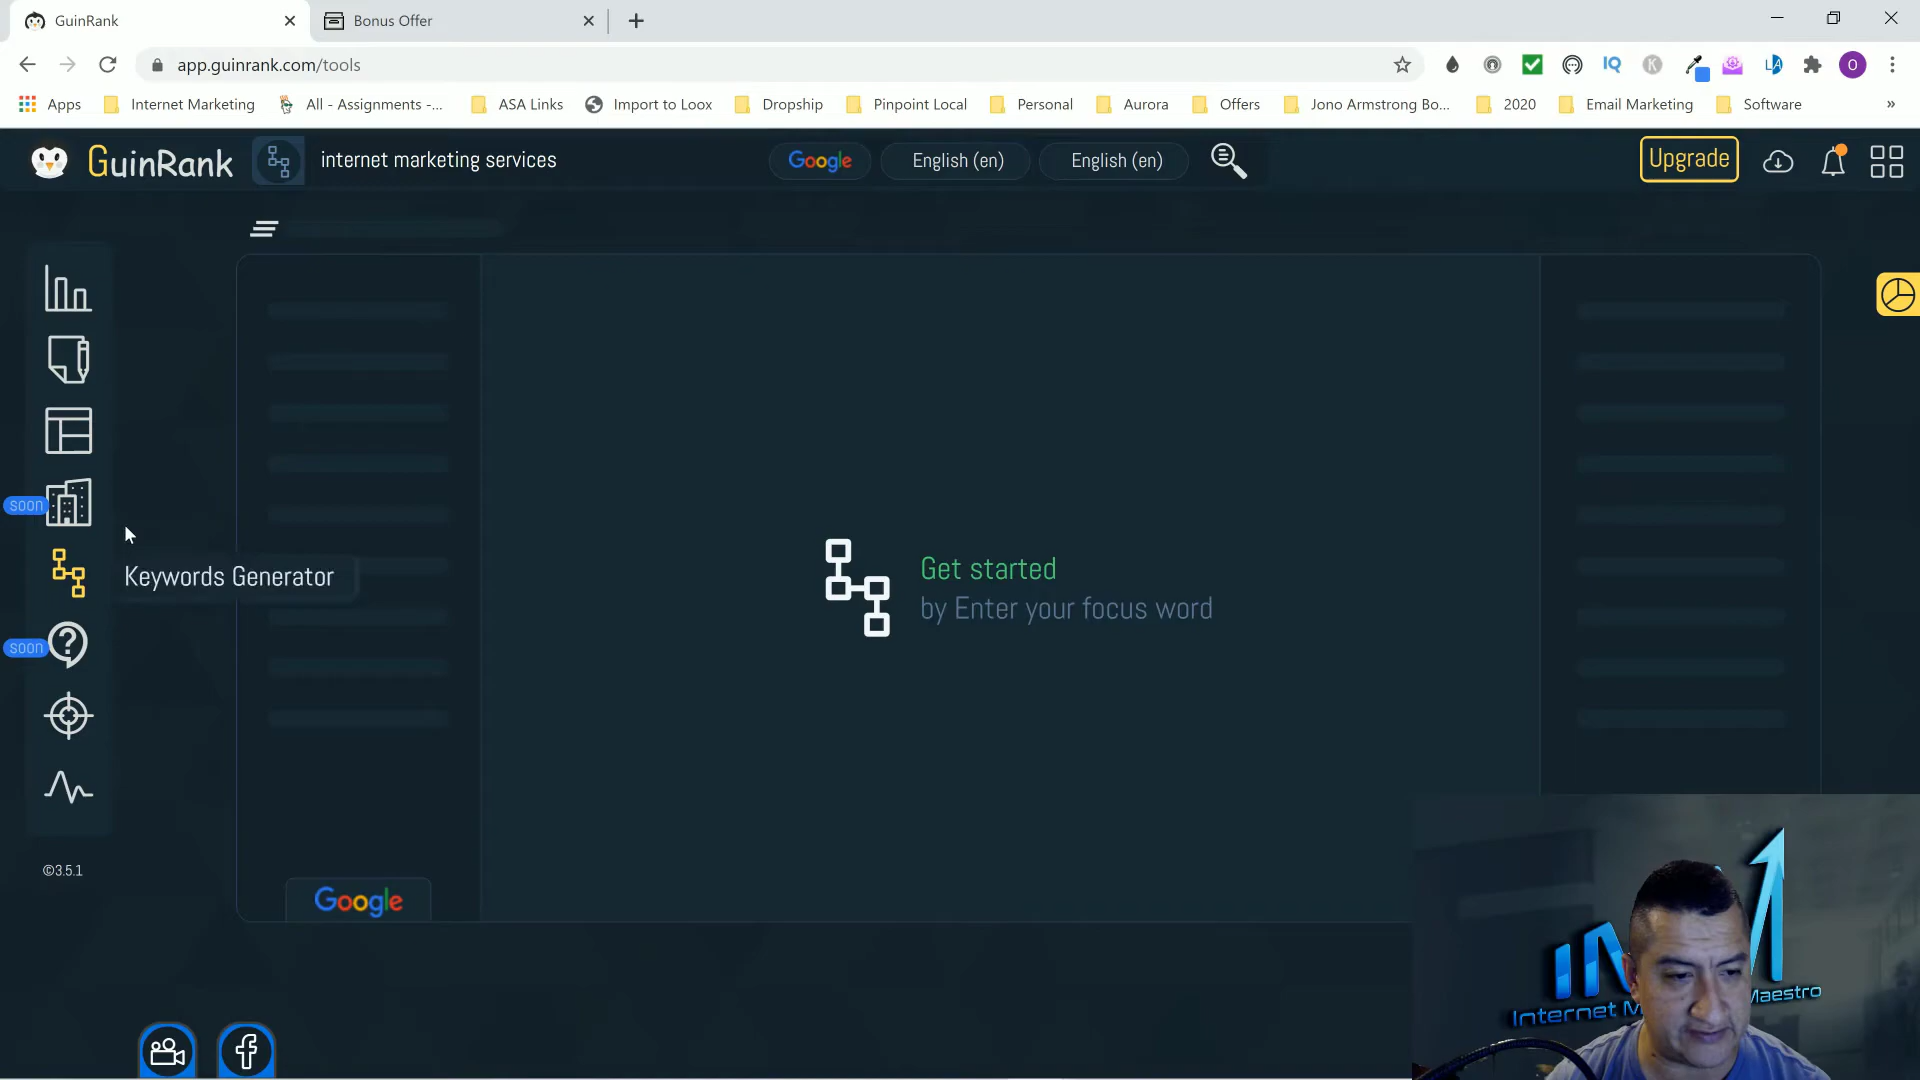 GuinRank
Bonus Offer
app.guinrank.com/tools
IQ
K
LA
O
Apps
Internet Marketing
All - Assignments -...
ASA Links
Import to Loox
Dropship
Pinpoint Local
Personal
Aurora
Offers
Jono Armstrong Bo...
2020
Email Marketing
Software
»
GuinRank
internet marketing services
Google
English (en)
English (en)
Upgrade
soon
Keywords Generator
soon
Get started
by Enter your focus word
©3.5.1
Google
Internet M
Maestro